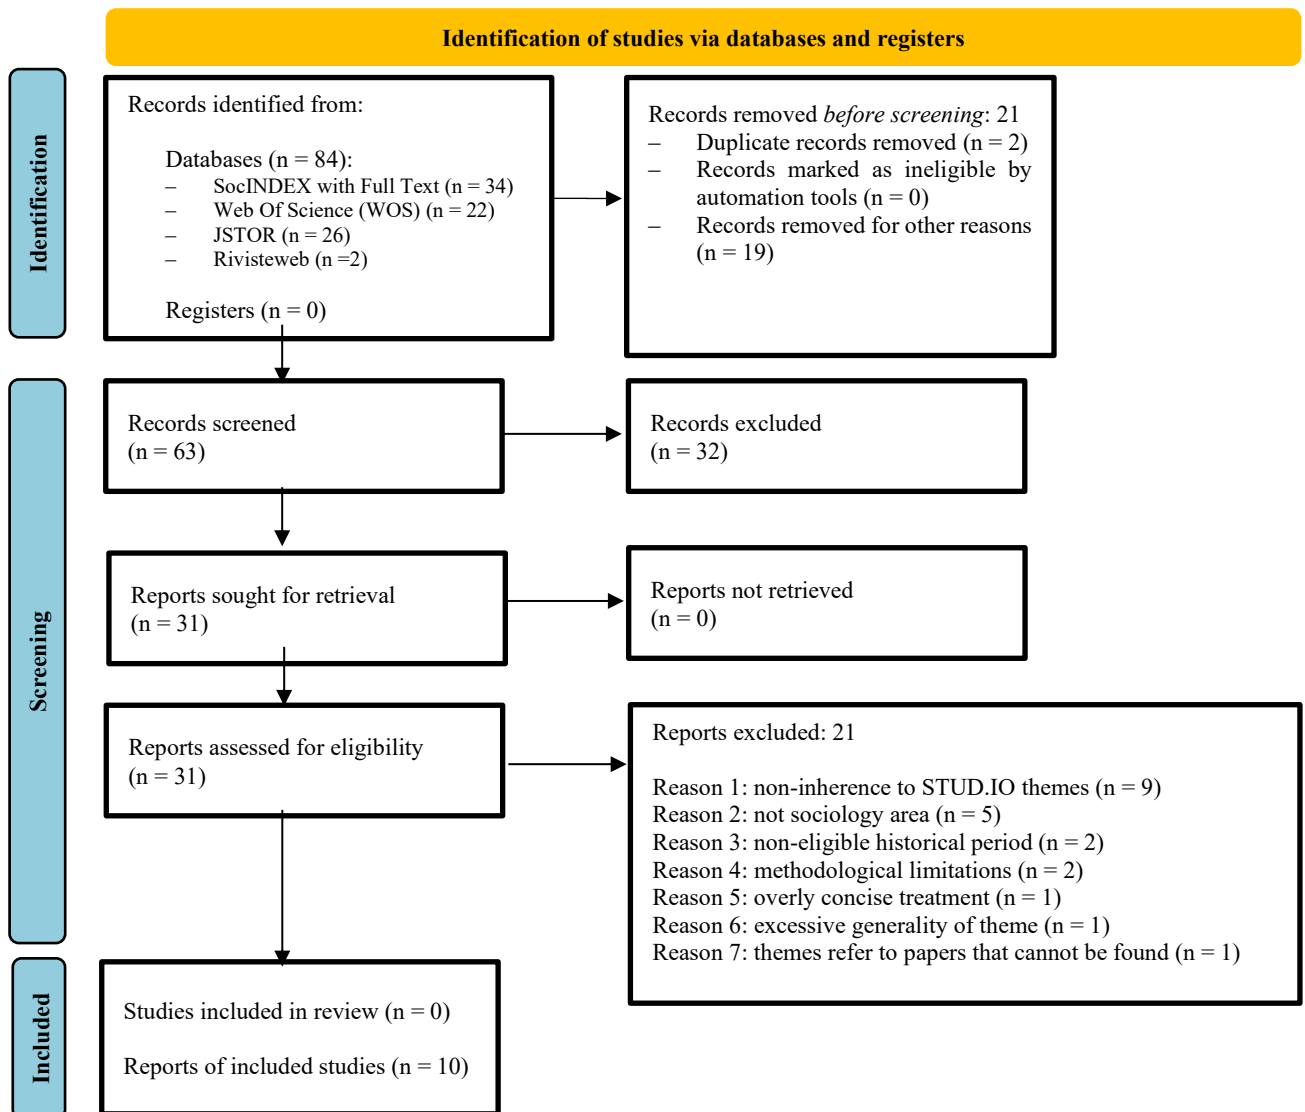 Identification of studies via databases and registers
Identification
Records identified from:
Databases (n = 84):
– SocINDEX with Full Text (n = 34)
– Web Of Science (WOS) (n = 22)
– JSTOR (n = 26)
– Rivisteweb (n =2)
Registers (n = 0)
Records removed before screening: 21
– Duplicate records removed (n = 2)
– Records marked as ineligible by
automation tools (n = 0)
– Records removed for other reasons
(n = 19)
Screening
Records screened
(n = 63)
Records excluded
(n = 32)
Reports sought for retrieval
(n = 31)
Reports not retrieved
(n = 0)
Reports assessed for eligibility
(n = 31)
Reports excluded: 21
Reason 1: non-inherence to STUD.IO themes (n = 9)
Reason 2: not sociology area (n = 5)
Reason 3: non-eligible historical period (n = 2)
Reason 4: methodological limitations (n = 2)
Reason 5: overly concise treatment (n = 1)
Reason 6: excessive generality of theme (n = 1)
Reason 7: themes refer to papers that cannot be found (n = 1)
Included
Studies included in review (n = 0)
Reports of included studies (n = 10)